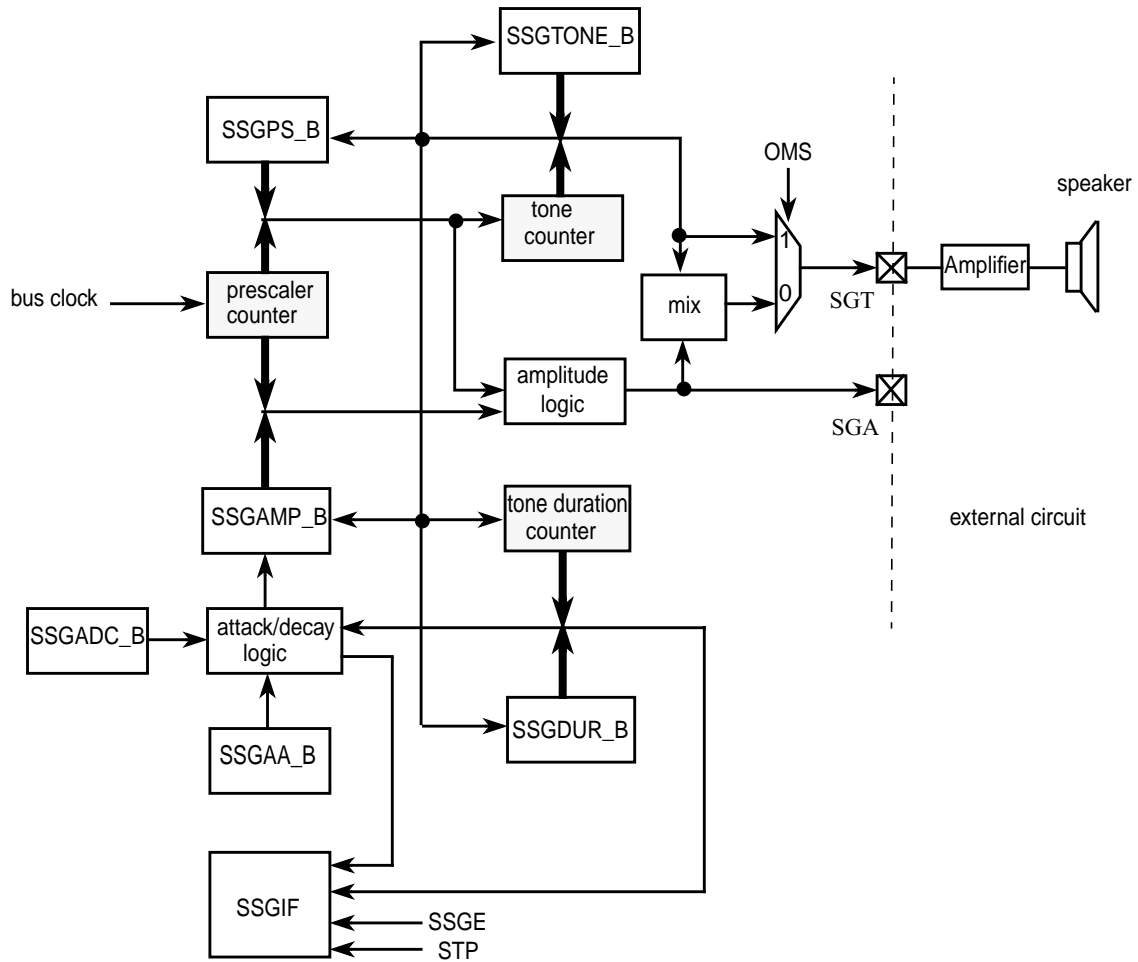 SSGTONE_B
SSGPS_B
OMS
speaker
tone
counter
1
Amplifier
bus clock
prescaler
counter
mix
0
SGT
amplitude
logic
SGA
SSGAMP_B
tone duration
counter
external circuit
SSGADC_B
attack/decay
logic
SSGDUR_B
SSGAA_B
SSGIF
SSGE
STP